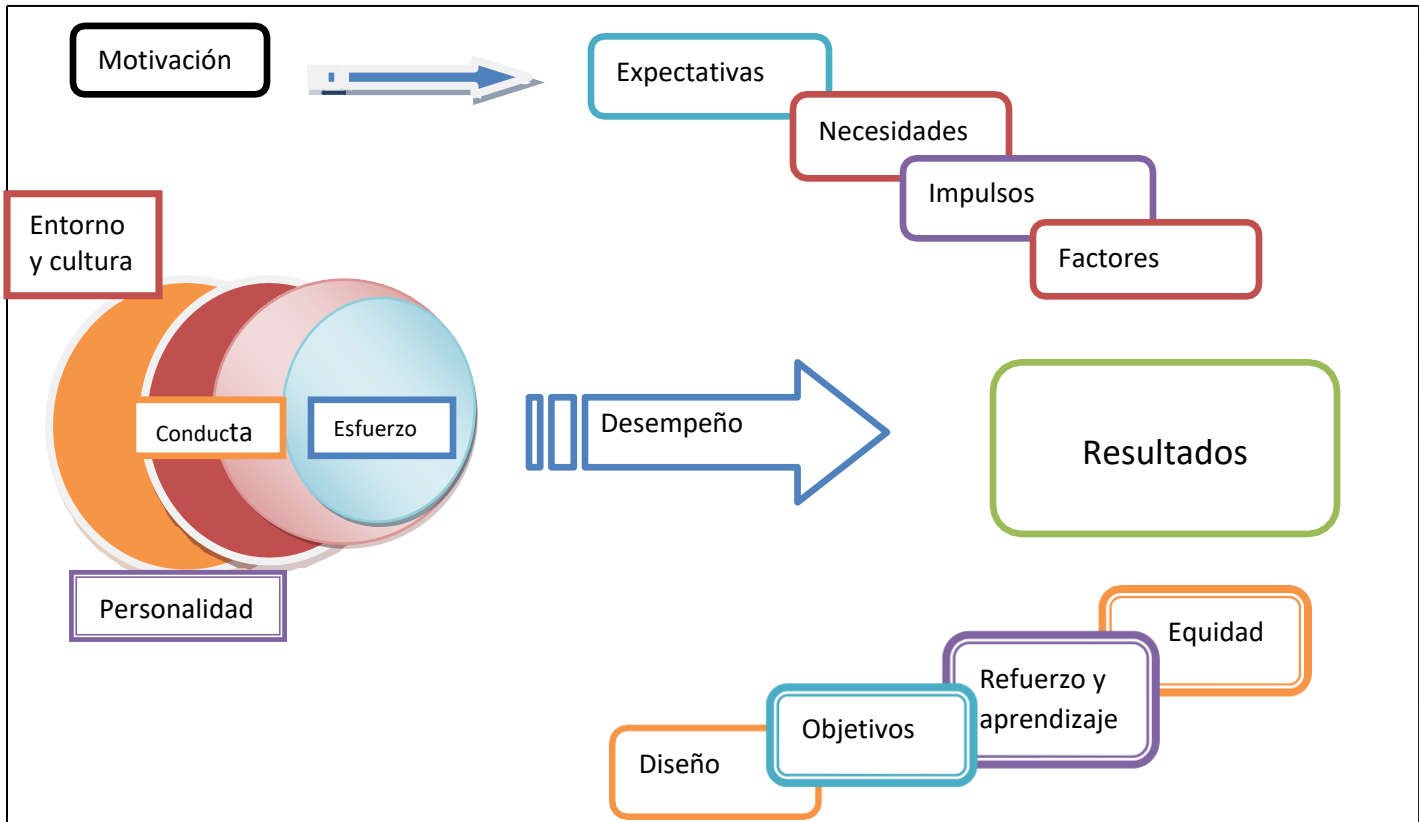 Motivación
Expectativas
Necesidades
Impulsos
Factores
Entorno
y cultura
Conducta
Esfuerzo
Desempeño
Resultados
Personalidad
Equidad
Refuerzo y
aprendizaje
Objetivos
Diseño